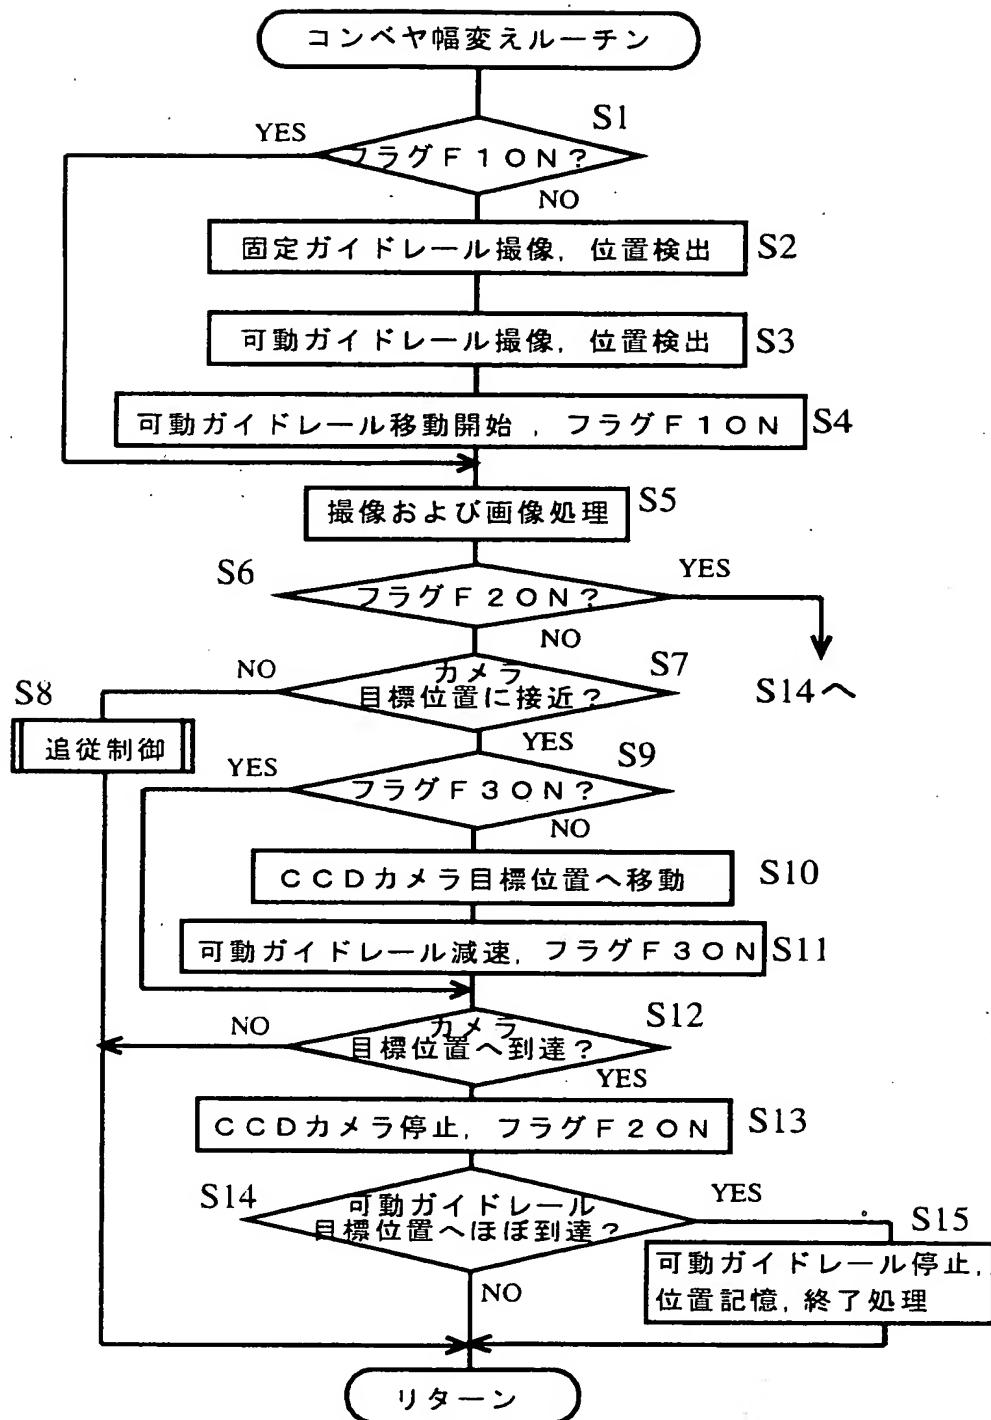 コンベヤ幅変えルーチン
S1
YES
フラグF1ON?
NO
固定ガイドレール撮像, 位置検出
S2
可動ガイドレール撮像, 位置検出
S3
可動ガイドレール移動開始, フラグF1ON
S4
撮像および画像処理
S5
S6
フラグF2ON?
YES
NO
S14へ
NO
カメラ
目標位置に接近?
S7
YES
S8
追従制御
YES
フラグF3ON?
S9
NO
CCDカメラ目標位置へ移動
S10
可動ガイドレール減速, フラグF3ON
S11
NO
カメラ
目標位置へ到達?
S12
YES
CCDカメラ停止, フラグF2ON
S13
S14
可動ガイドレール
目標位置へほぼ到達?
YES
NO
S15
可動ガイドレール停止,
位置記憶, 終了処理
リターン